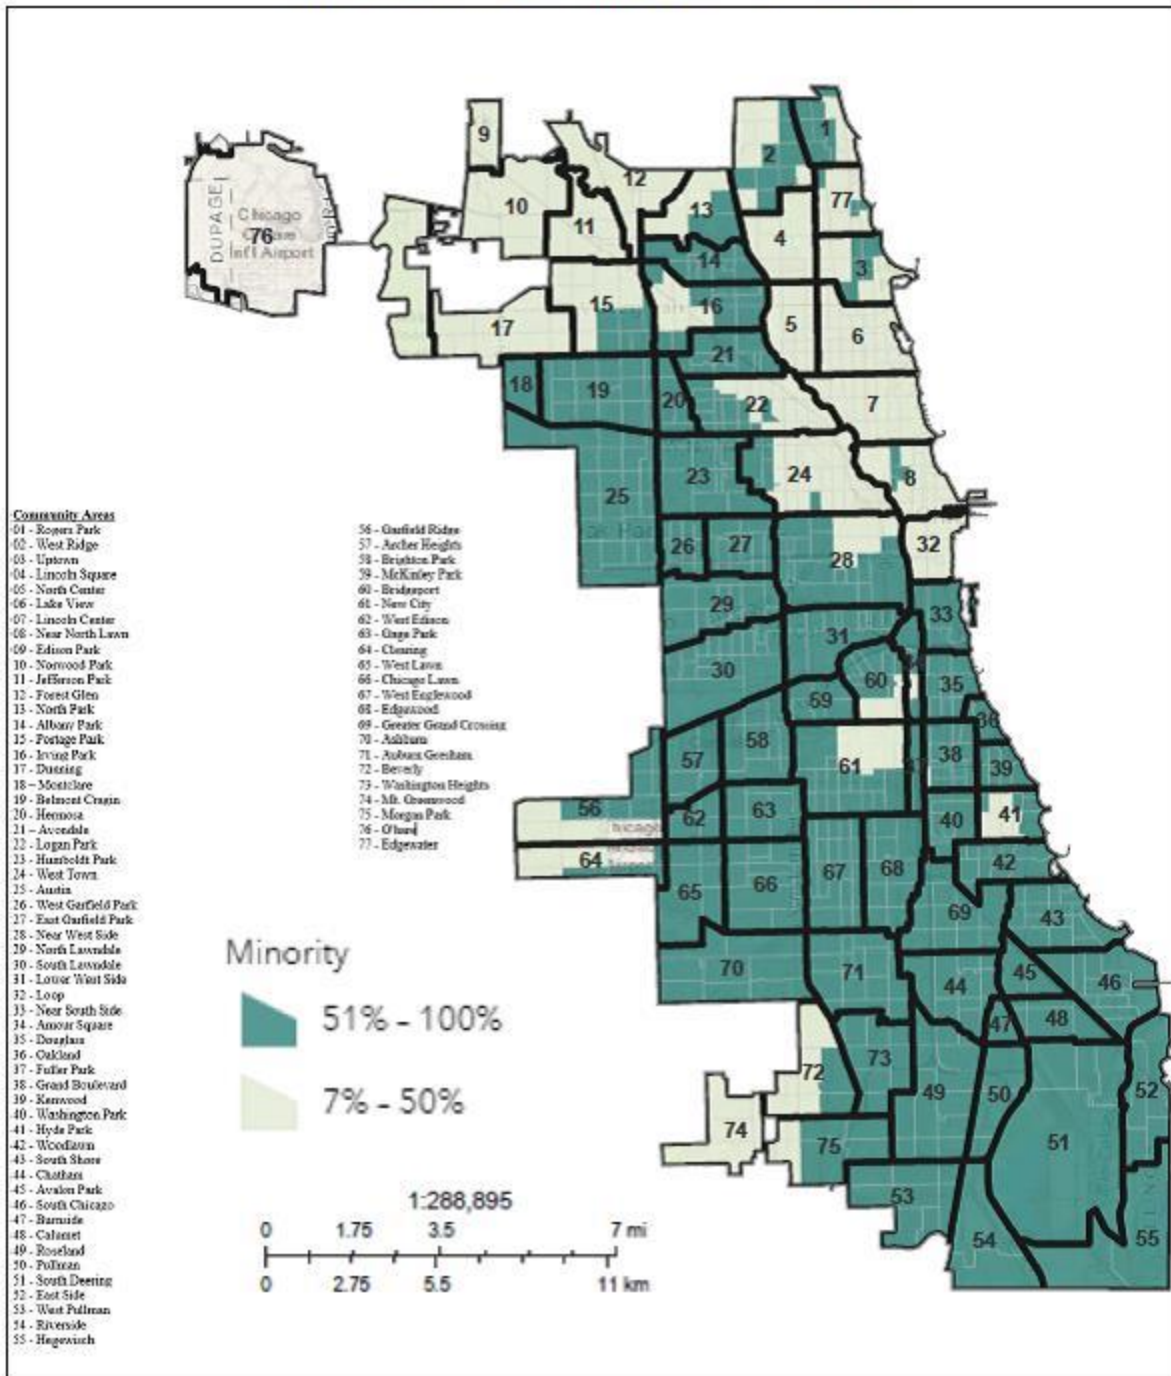 Community Areas
01 - Rogers Park
02 - West Ridge
03 - Uptown
04 - Lincoln Square
05 - North Center
06 - Lake View
07 - Lincoln Center
08 - Near North Lawn
09 - Edison Park
10 - Norwood Park
11 - Jefferson Park
12 - Forest Glen
13 - North Park
14 - Albany Park
15 - Portage Park
16 - Irving Park
17 - Dunning
18 - Montclare
19 - Belmont Cragin
20 - Hermosa
21 - Avondale
22 - Logan Park
23 - Humboldt Park
24 - West Town
25 - Austin
26 - West Garfield Park
27 - East Garfield Park
28 - Near West Side
29 - North Lawndale
30 - South Lawndale
31 - Lower West Side
32 - Loop
33 - Near South Side
34 - Amour Square
35 - Douglass
36 - Oakland
37 - Fuller Park
38 - Grand Boulevard
39 - Kenwood
40 - Washington Park
41 - Hyde Park
42 - Woodlawn
43 - South Shore
44 - Chatham
45 - Avalon Park
46 - South Chicago
47 - Burnside
48 - Calumet
49 - Roseland
50 - Pullman
51 - South Deering
52 - East Side
53 - West Pullman
54 - Riverside
55 - Hegewisch
56 - Garfield Ridge
57 - Archer Heights
58 - Brighton Park
59 - McKinley Park
60 - Bridgeport
61 - New City
62 - West Edison
63 - Gage Park
64 - Clearing
65 - West Lawn
66 - Chicago Lawn
67 - West Englewood
68 - Edgewood
69 - Greater Grand Crossing
70 - Ashburn
71 - Auburn Gresham
72 - Beverly
73 - Washington Heights
74 - Mt. Greenwood
75 - Morgan Park
76 - O'hare
77 - Edgewater
Minority
51% - 100%
7% - 50%
1:288,895
0 1.75 3.5 7 mi
0 2.75 5.5 11 km
DUPAGE
Chicago
76
Int'l Airport
9
1
2
12
77
10
13
11
4
14
3
15
16
17
5
6
21
18
19
20
22
7
23
24
8
25
26
27
28
32
29
31
33
30
60
35
59
36
58
38
57
61
39
56
62
63
40
41
64
42
67
68
65
66
69
43
70
71
44
45
46
47
48
72
73
49
50
52
74
75
51
53
54
55